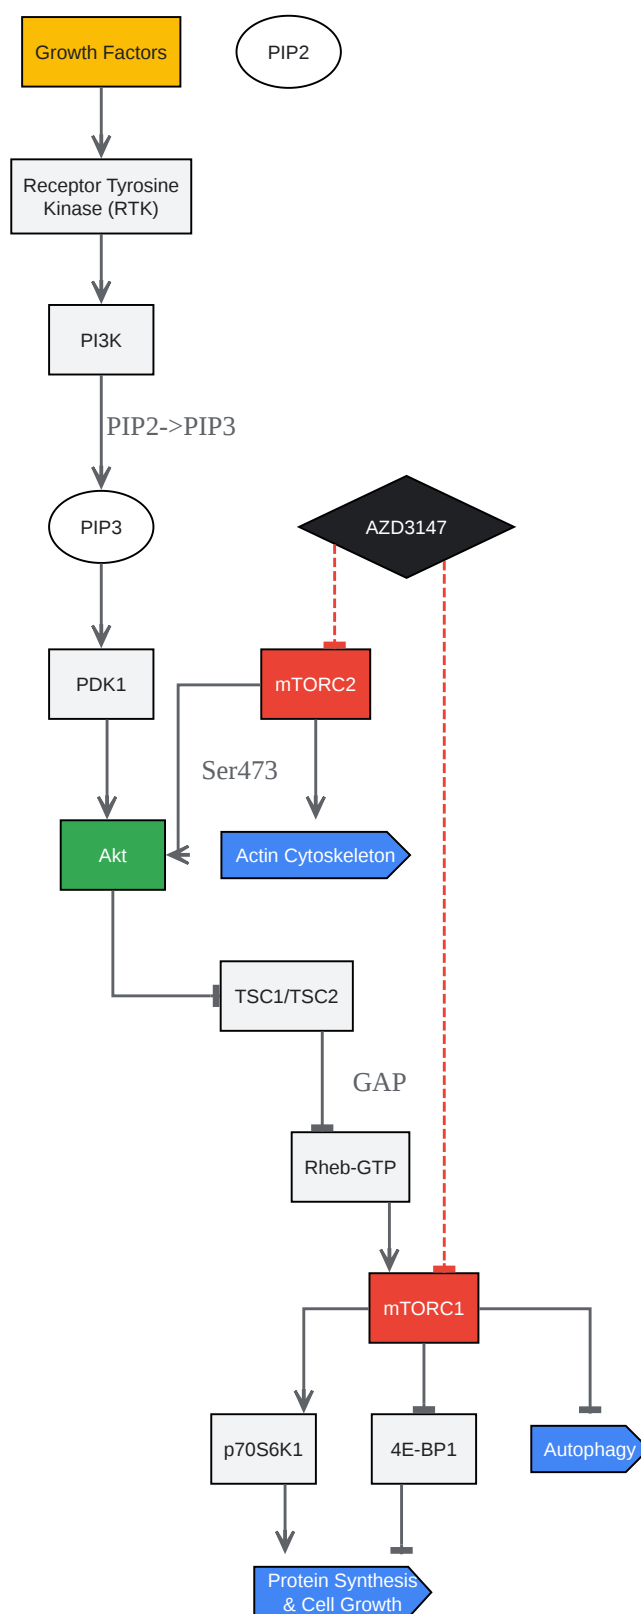 Growth Factors
PIP2
Receptor Tyrosine
Kinase (RTK)
PI3K
PIP2->PIP3
PIP3
AZD3147
PDK1
mTORC2
Ser473
Akt
Actin Cytoskeleton
TSC1/TSC2
GAP
Rheb-GTP
mTORC1
p70S6K1
4E-BP1
Autophagy
Protein Synthesis
& Cell Growth